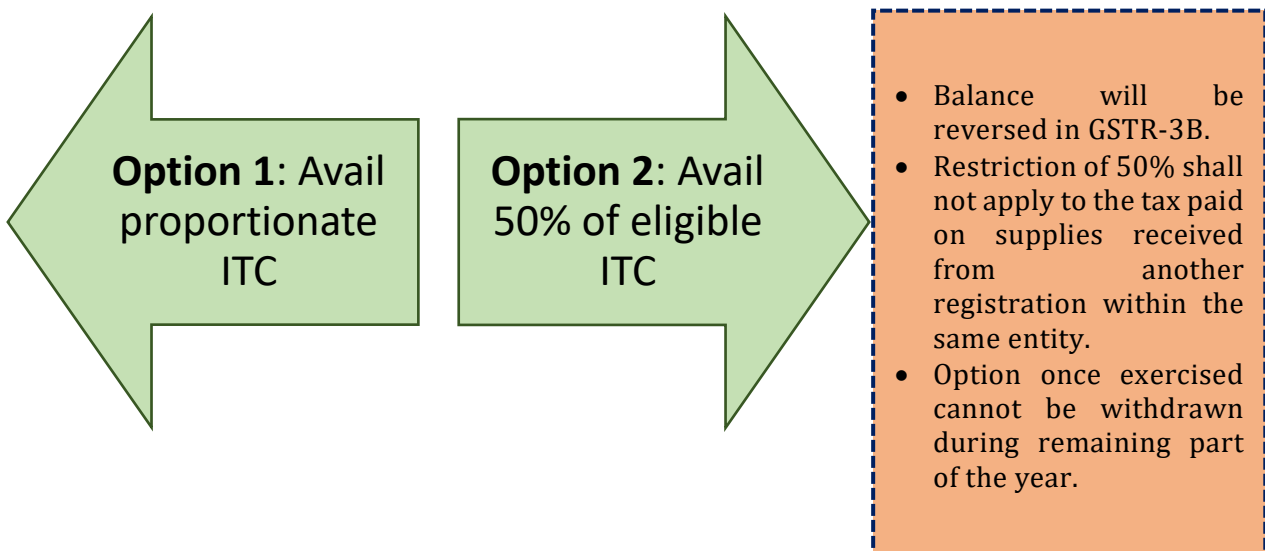 Option 1: Avail
proportionate
ITC
Option 2: Avail
50% of eligible
ITC
• Balance will be
reversed in GSTR-3B.
• Restriction of 50% shall
not apply to the tax paid
on supplies received
from another
registration within the
same entity.
• Option once exercised
cannot be withdrawn
during remaining part
of the year.